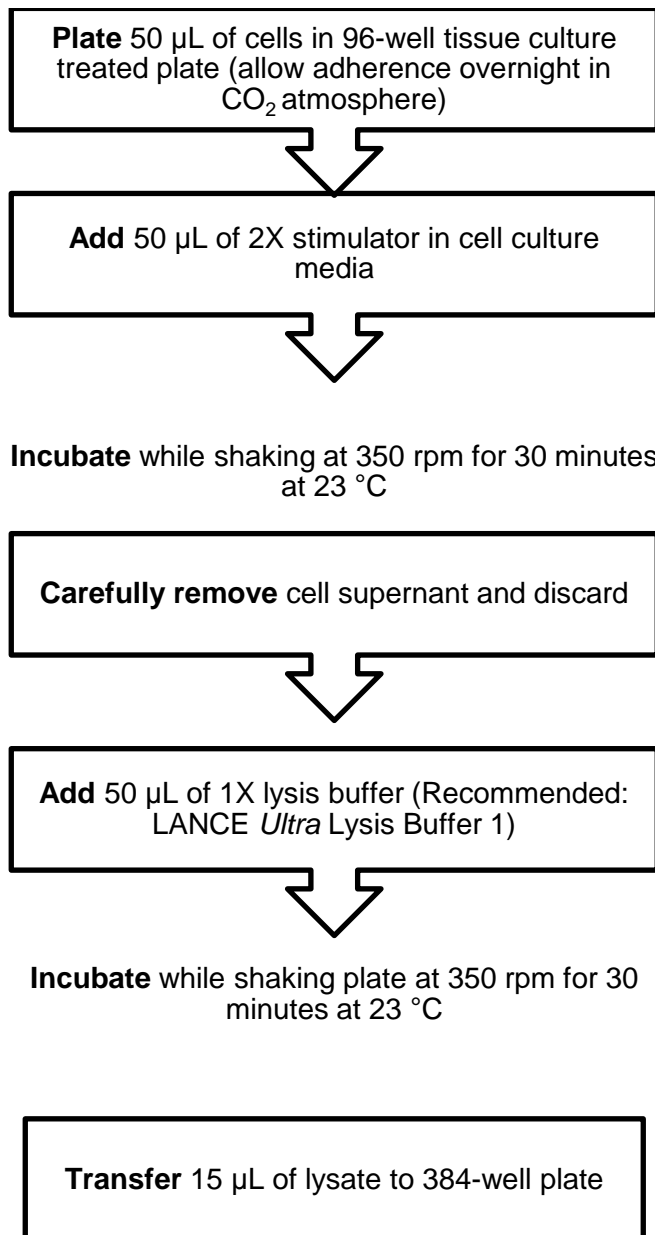 Plate 50 µL of cells in 96-well tissue culture
treated plate (allow adherence overnight in
CO₂ atmosphere)
Add 50 µL of 2X stimulator in cell culture
media
Incubate while shaking at 350 rpm for 30 minutes
at 23 °C
Carefully remove cell supernant and discard
Add 50 µL of 1X lysis buffer (Recommended:
LANCE Ultra Lysis Buffer 1)
Incubate while shaking plate at 350 rpm for 30
minutes at 23 °C
Transfer 15 µL of lysate to 384-well plate